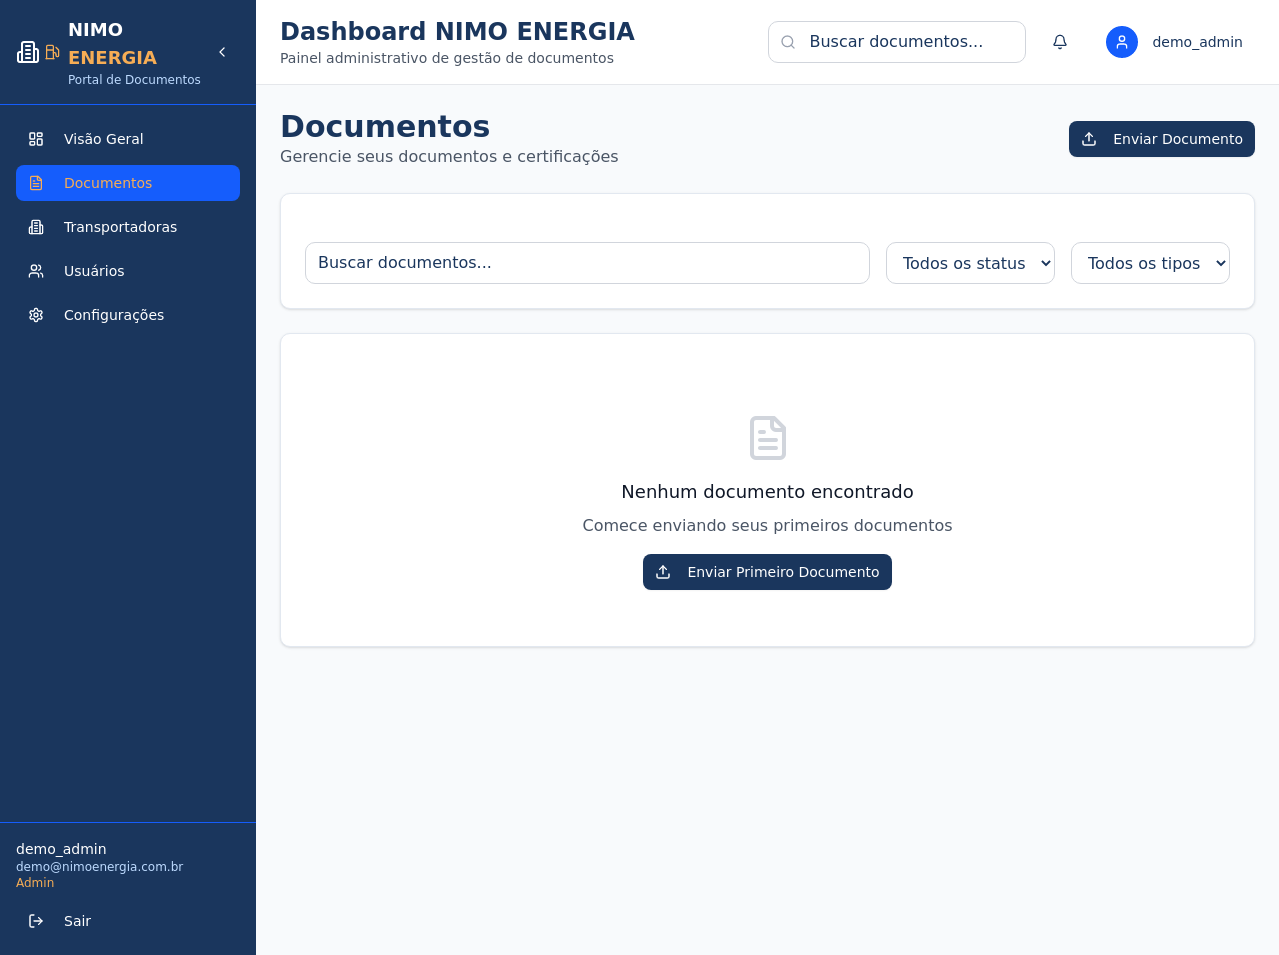 NIMO
ENERGIA
Portal de Documentos
Visão Geral
Documentos
Transportadoras
Usuários
Configurações
demo_admin
demo@nimoenergia.com.br
Admin
Sair
Dashboard NIMO ENERGIA
Painel administrativo de gestão de documentos
Buscar documentos...
demo_admin
Documentos
Gerencie seus documentos e certificações
Enviar Documento
Buscar documentos...
Todos os status
Todos os tipos
Nenhum documento encontrado
Comece enviando seus primeiros documentos
Enviar Primeiro Documento